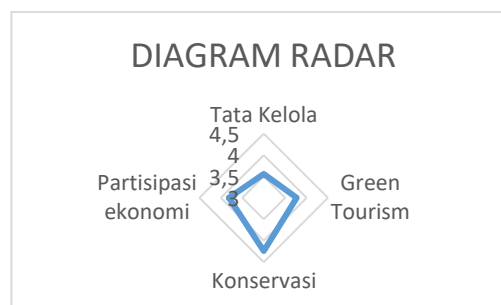 DIAGRAM RADAR
Tata Kelola
4,5
4
3,5
3
Partisipasi
ekonomi
Green
Tourism
Konservasi